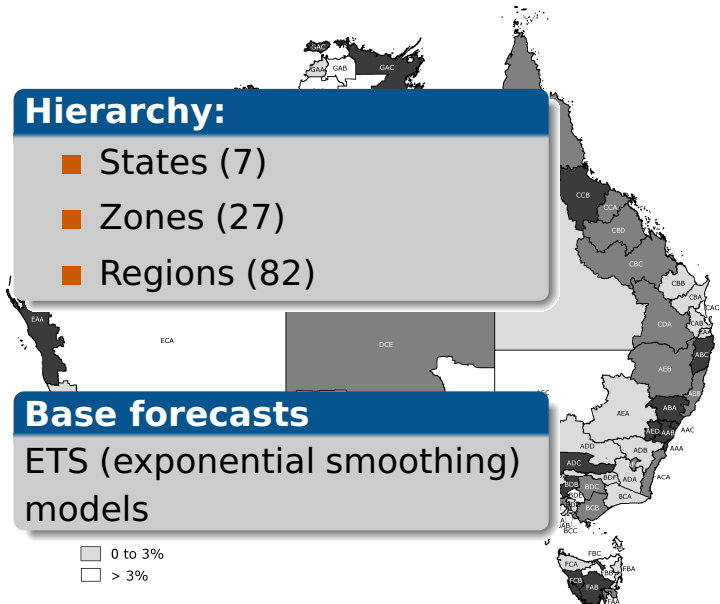 GAC
GAA GAB GAC
Hierarchy:
States (7)
Zones (27)
Regions (82)
CCB
CCA
CBD
CBC
CBB
CBA
CAC
CAB
CDA
EAA
ECA
DCE
ABC
AEB
ABB
AEA
ABA
AED AAB AAC
AAA
ADD
ADB
ADC
BDF ADA
ACA
BDB BDC
BCA
BCB
BCC
Base forecasts
ETS (exponential smoothing)
models
0 to 3%
> 3%
FBC
FCA
FBB FBA
FCB
FAB
FAA